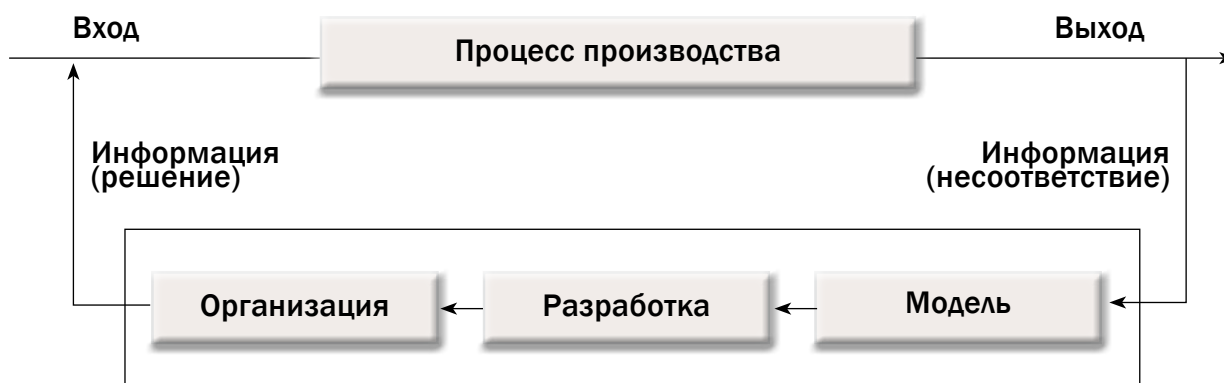 Вход
Процесс производства
Выход
Информация
(решение)
Информация
(несоответствие)
Организация
Разработка
Модель